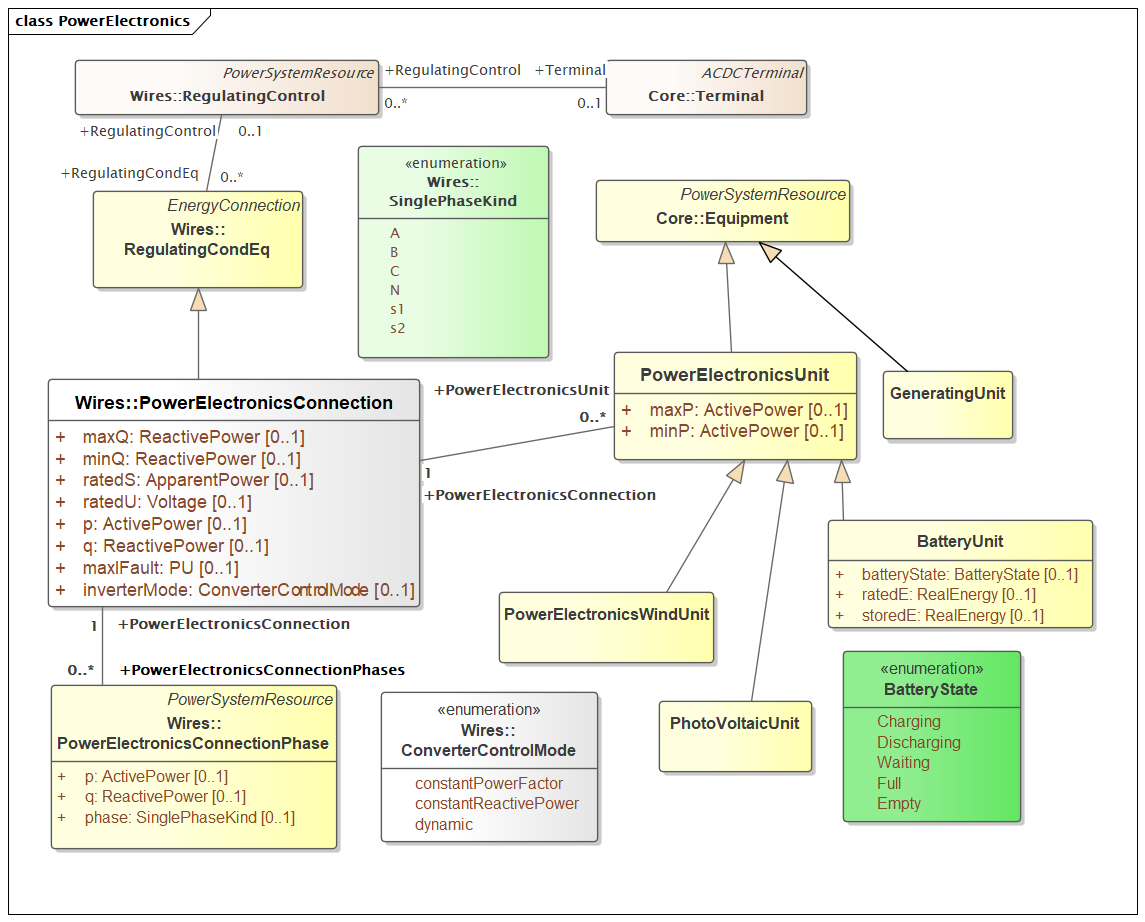 class PowerElectronics
PowerSystemResource
Wires::RegulatingControl
+RegulatingControl
+Terminal
0..*
0..1
ACDCTerminal
Core::Terminal
+RegulatingControl
0..1
+RegulatingCondEq
0..*
EnergyConnection
Wires::
RegulatingCondEq
«enumeration»
Wires::
SinglePhaseKind
A
B
C
N
s1
s2
PowerSystemResource
Core::Equipment
PowerElectronicsUnit
+ maxP: ActivePower [0..1]
+ minP: ActivePower [0..1]
GeneratingUnit
+PowerElectronicsUnit
0..*
1
+PowerElectronicsConnection
Wires::PowerElectronicsConnection
+ maxQ: ReactivePower [0..1]
+ minQ: ReactivePower [0..1]
+ ratedS: ApparentPower [0..1]
+ ratedU: Voltage [0..1]
+ p: ActivePower [0..1]
+ q: ReactivePower [0..1]
+ maxIFault: PU [0..1]
+ inverterMode: ConverterControlMode [0..1]
BatteryUnit
+ batteryState: BatteryState [0..1]
+ ratedE: RealEnergy [0..1]
+ storedE: RealEnergy [0..1]
PowerElectronicsWindUnit
1
+PowerElectronicsConnection
0..*
+PowerElectronicsConnectionPhases
PowerSystemResource
Wires::
PowerElectronicsConnectionPhase
+ p: ActivePower [0..1]
+ q: ReactivePower [0..1]
+ phase: SinglePhaseKind [0..1]
«enumeration»
Wires::
ConverterControlMode
constantPowerFactor
constantReactivePower
dynamic
PhotoVoltaicUnit
«enumeration»
BatteryState
Charging
Discharging
Waiting
Full
Empty